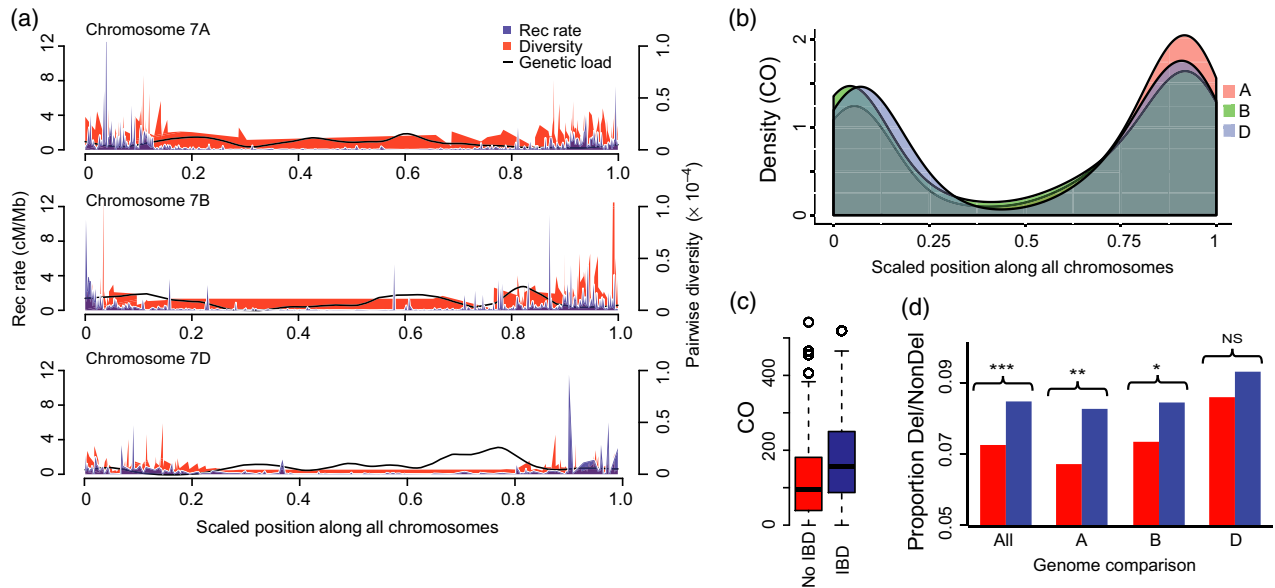 (a)
Chromosome 7A
Rec rate
Diversity
Genetic load
12
8
4
0
1.0
0.5
0
0 0.2 0.4 0.6 0.8 1.0
Chromosome 7B
12
8
4
0
1.0
0.5
0
0 0.2 0.4 0.6 0.8 1.0
Chromosome 7D
12
8
4
0
1.0
0.5
0
0 0.2 0.4 0.6 0.8 1.0
Rec rate (cM/Mb)
Pairwise diversity (× 10⁻⁴)
Scaled position along all chromosomes
(b)
Density (CO)
2
1
0
0 0.25 0.5 0.75 1
Scaled position along all chromosomes
A
B
D
(c)
CO
400
200
0
No IBD
IBD
(d)
Proportion Del/NonDel
0.09
0.07
0.05
***
**
*
NS
All A B D
Genome comparison